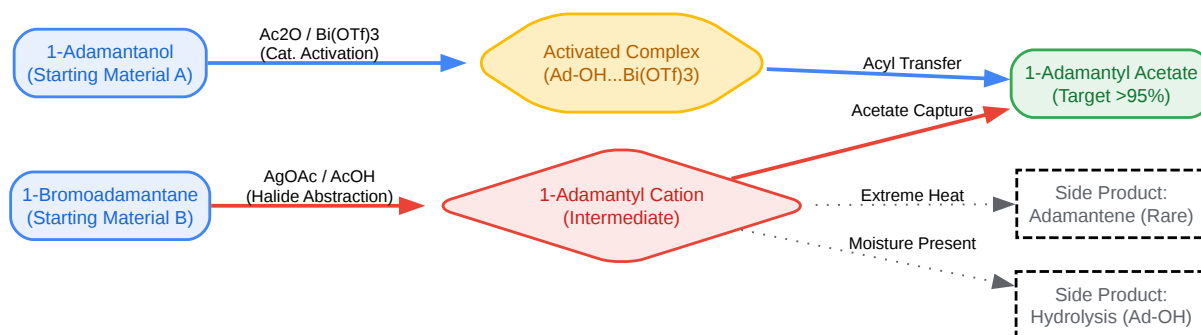 1-Adamantanol
(Starting Material A)
Ac2O / Bi(OTf)3
(Cat. Activation)
Activated Complex
(Ad-OH...Bi(OTf)3)
Acyl Transfer
1-Adamantyl Acetate
(Target >95%)
Acetate Capture
1-Bromoadamantane
(Starting Material B)
AgOAc / AcOH
(Halide Abstraction)
1-Adamantyl Cation
(Intermediate)
Extreme Heat
Side Product:
Adamantene (Rare)
Moisture Present
Side Product:
Hydrolysis (Ad-OH)